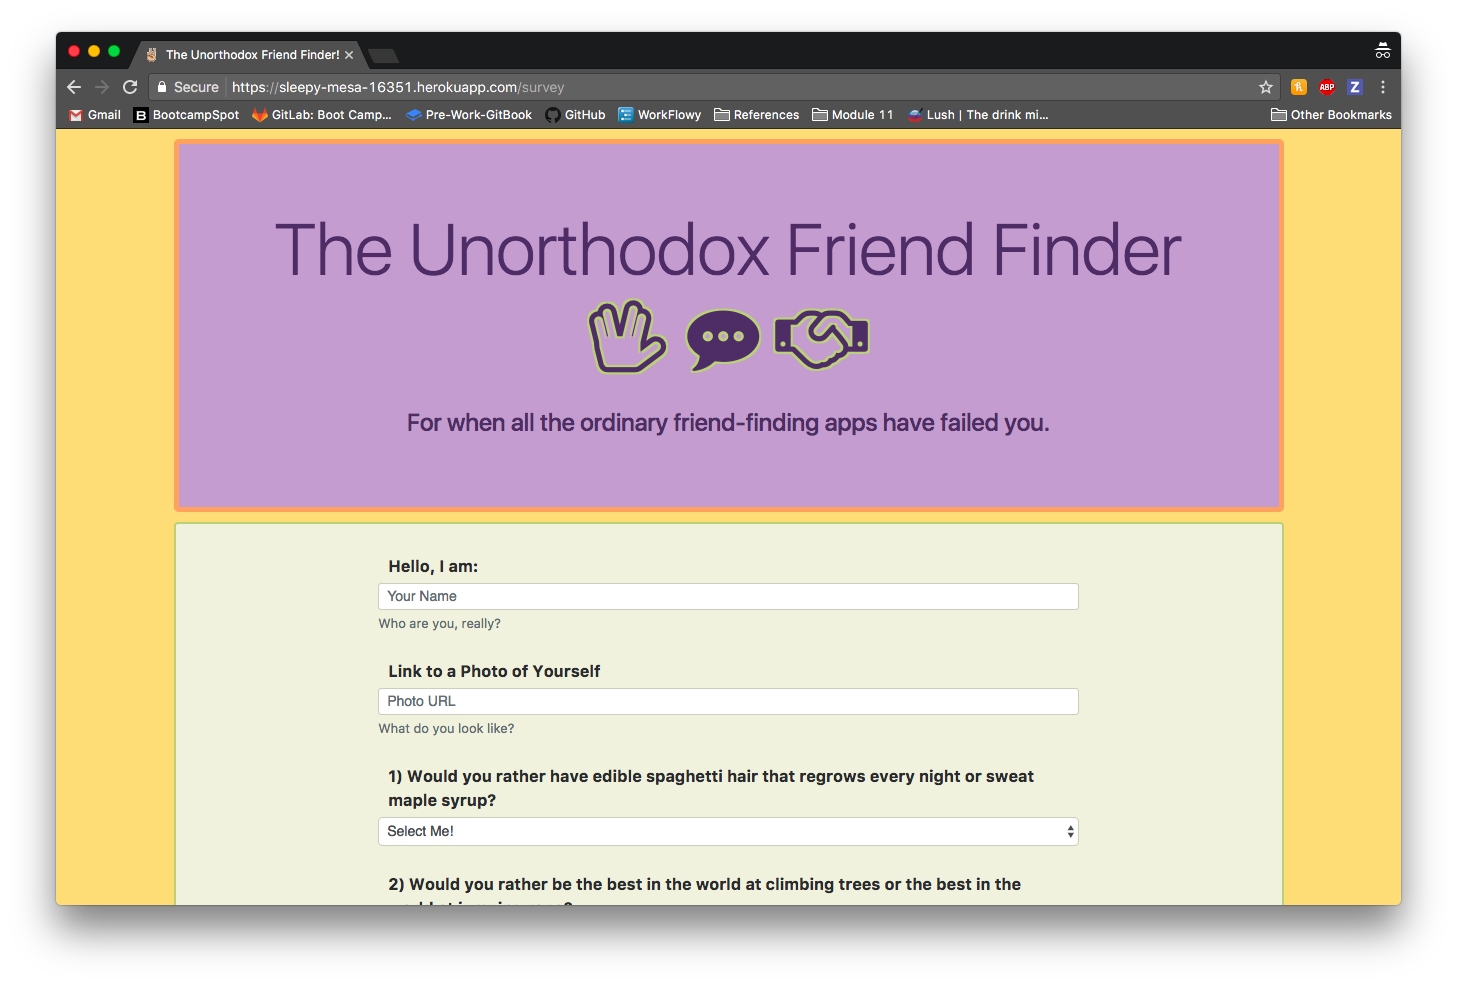 The Unorthodox Friend Finder!
Secure https://sleepy-mesa-16351.herokuapp.com/survey
ABP
Z
Gmail B BootcampSpot GitLab: Boot Camp... Pre-Work-GitBook GitHub WorkFlowy References Module 11 Lush | The drink mi... Other Bookmarks
The Unorthodox Friend Finder
For when all the ordinary friend-finding apps have failed you.
Hello, I am:
Your Name
Who are you, really?
Link to a Photo of Yourself
Photo URL
What do you look like?
1) Would you rather have edible spaghetti hair that regrows every night or sweat
maple syrup?
Select Me!
2) Would you rather be the best in the world at climbing trees or the best in the